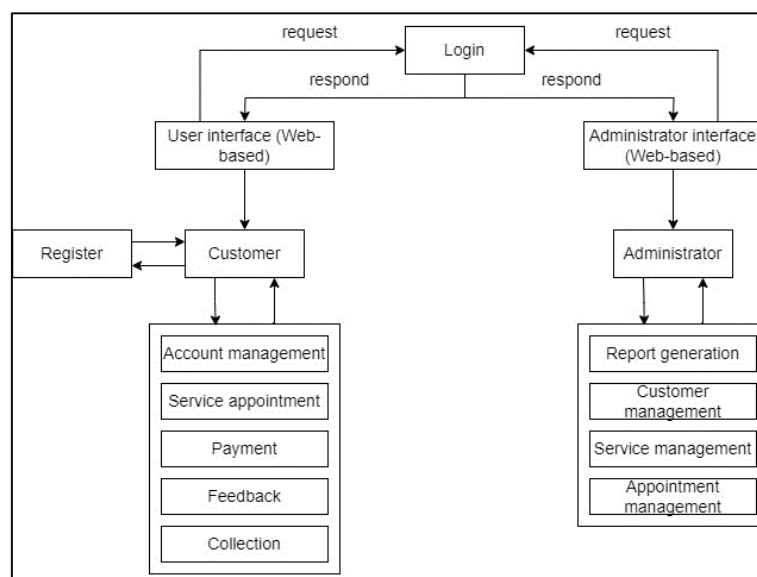 request
Login
request
respond
respond
User interface (Web-
based)
Administrator interface
(Web-based)
Register
Customer
Administrator
Account management
Service appointment
Payment
Feedback
Collection
Report generation
Customer
management
Service management
Appointment
management